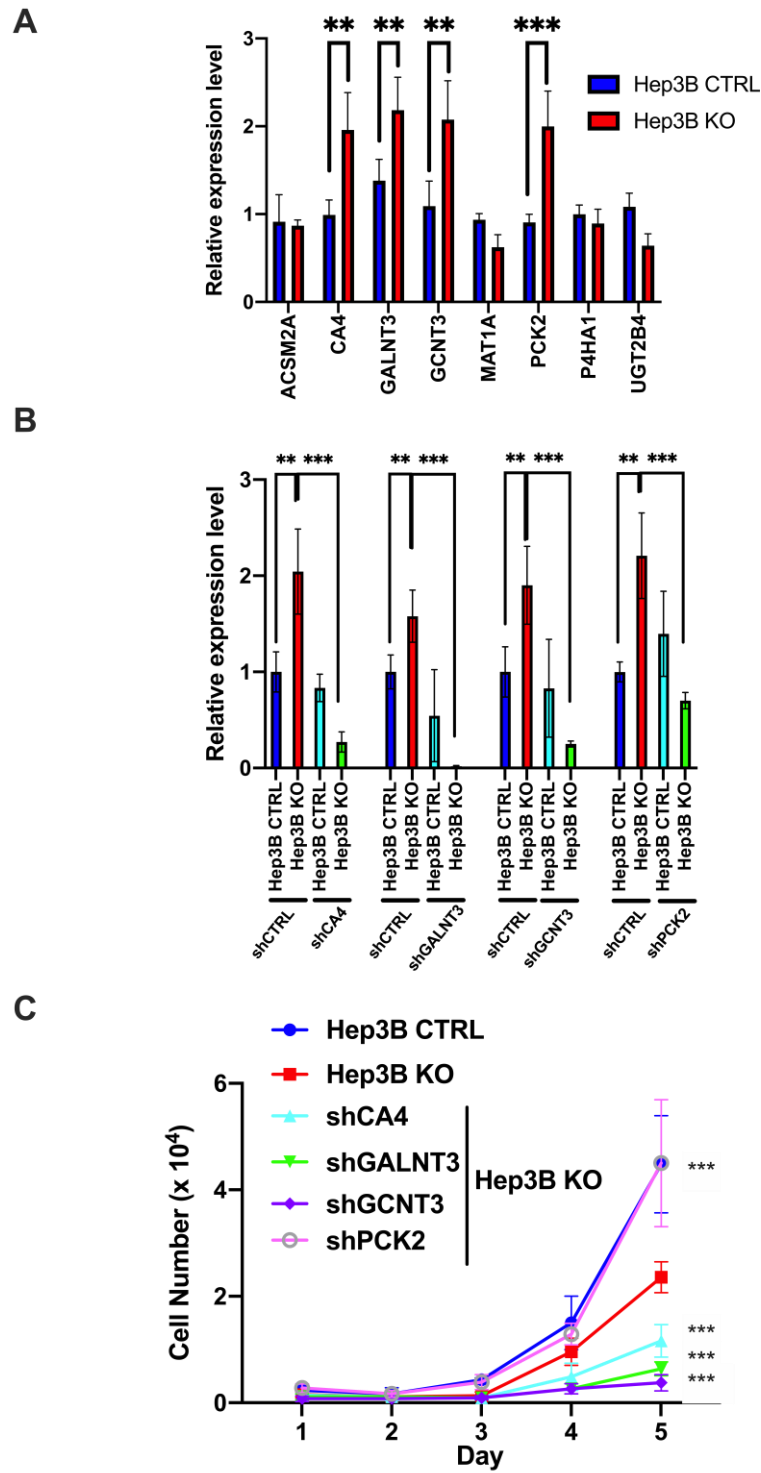 A
** ** ** ***
3
2
1
0
Relative expression level
Hep3B CTRL
Hep3B KO
ACSM2A
CA4
GALNT3
GCNT3
MAT1A
PCK2
P4HA1
UGT2B4
B
** *** ** *** ** *** ** ***
3
2
1
0
Relative expression level
Hep3B CTRL
Hep3B KO
Hep3B CTRL
Hep3B KO
Hep3B CTRL
Hep3B KO
Hep3B CTRL
Hep3B KO
Hep3B CTRL
Hep3B KO
Hep3B CTRL
Hep3B KO
Hep3B CTRL
Hep3B KO
Hep3B CTRL
Hep3B KO
shCTRL
shCA4
shCTRL
shGALNT3
shCTRL
shGCNT3
shCTRL
shPCK2
C
Hep3B CTRL
Hep3B KO
shCA4
shGALNT3
shGCNT3
shPCK2
Hep3B KO
6
4
2
0
Cell Number (x 10⁴)
***
***
***
***
1 2 3 4 5
Day